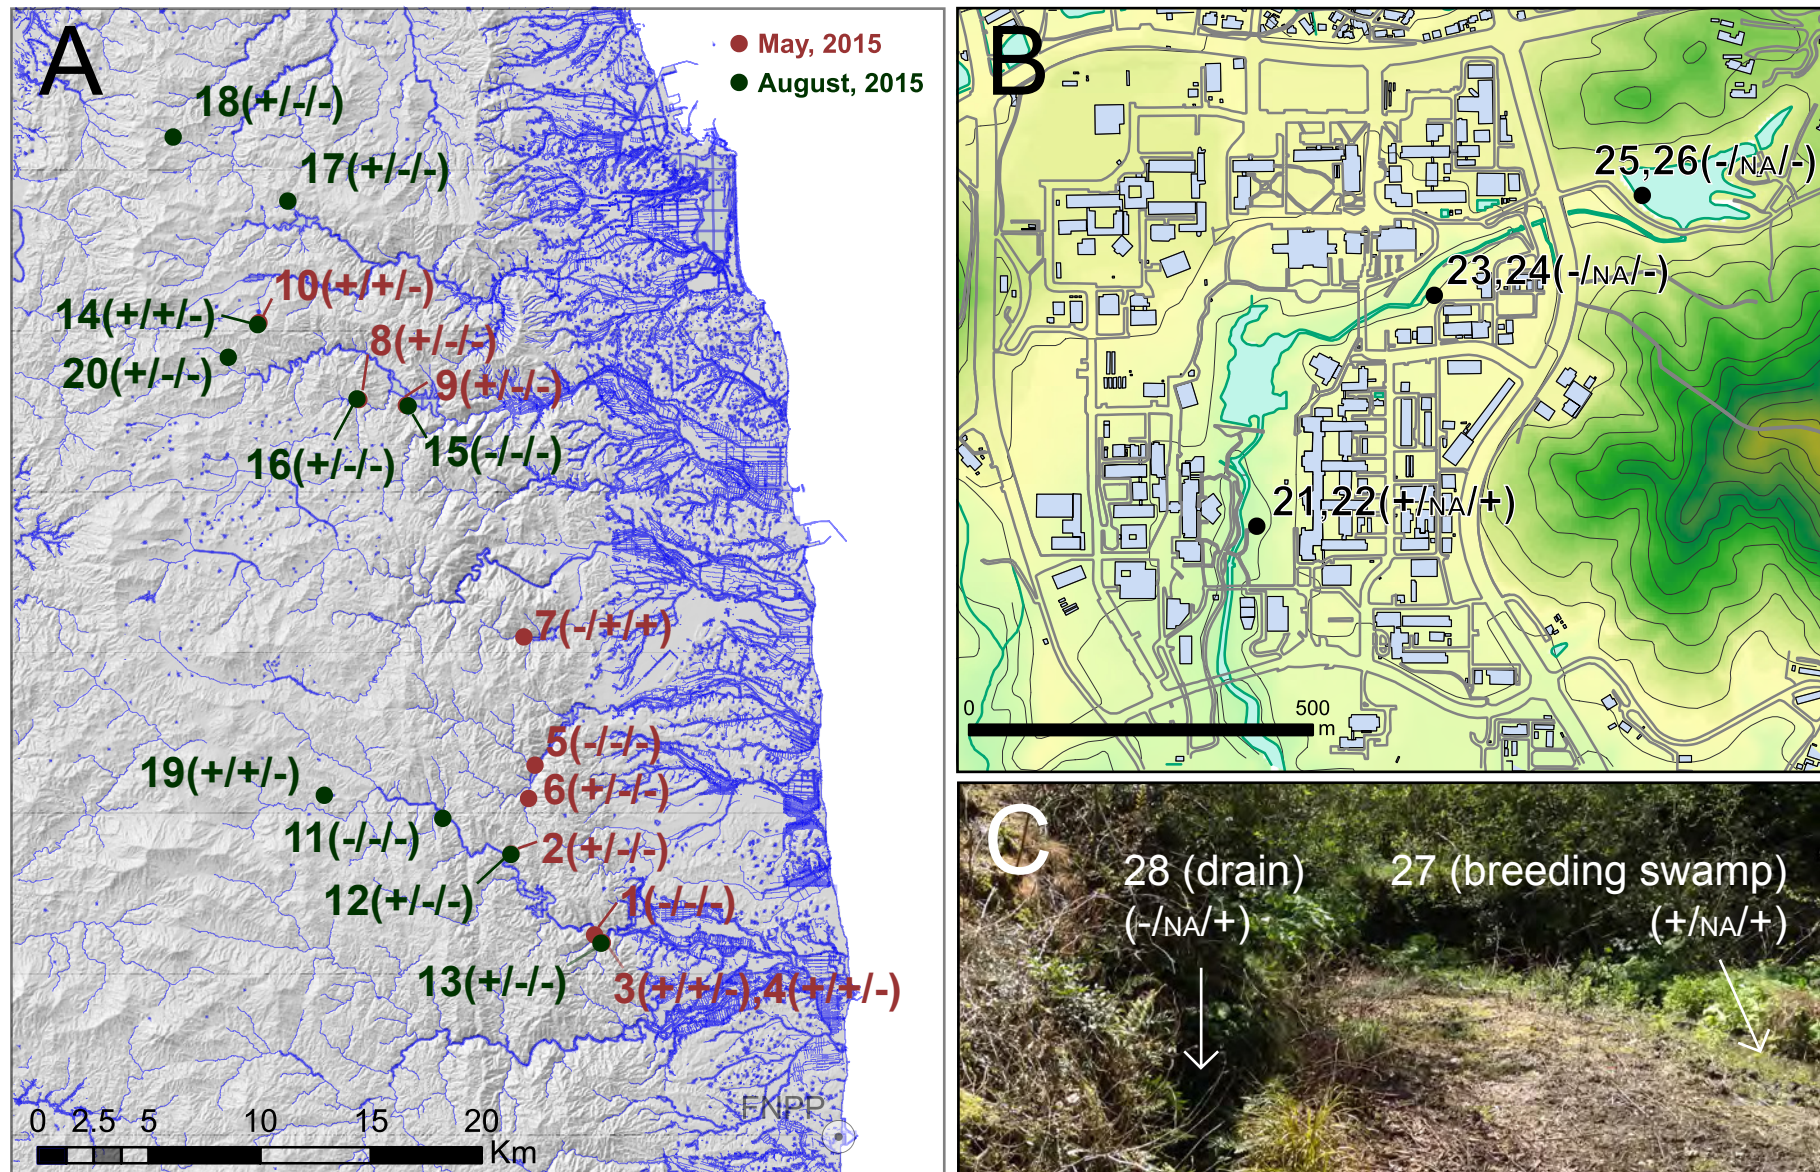 A
May, 2015
August, 2015
18(+/-/-)
17(+/-/-)
10(+/+/-)
14(+/+/-)
8(+/-/-)
20(+/-/-)
9(+/-/-)
16(+/-/-)
15(-/-/-)
7(-/+/+)
5(-/-/-)
19(+/+/-)
6(+/-/-)
11(-/-/-)
2(+/-/-)
12(+/-/-)
1(-/-/-)
13(+/-/-)
3(+/+/-),4(+/+/-)
FNPP
0 2.5 5 10 15 20
Km
B
25,26(-/NA/-)
23,24(-/NA/-)
21,22(+/NA/+)
0 500
m
C
28 (drain)
(-/NA/+)
27 (breeding swamp)
(+/NA/+)